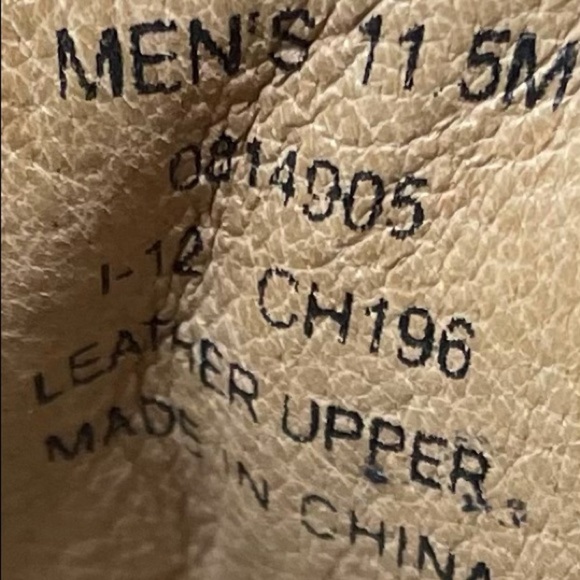 MEN'S 11.5M
0814905
I-12 CH196
LEATHER UPPER
MADE IN CHINA